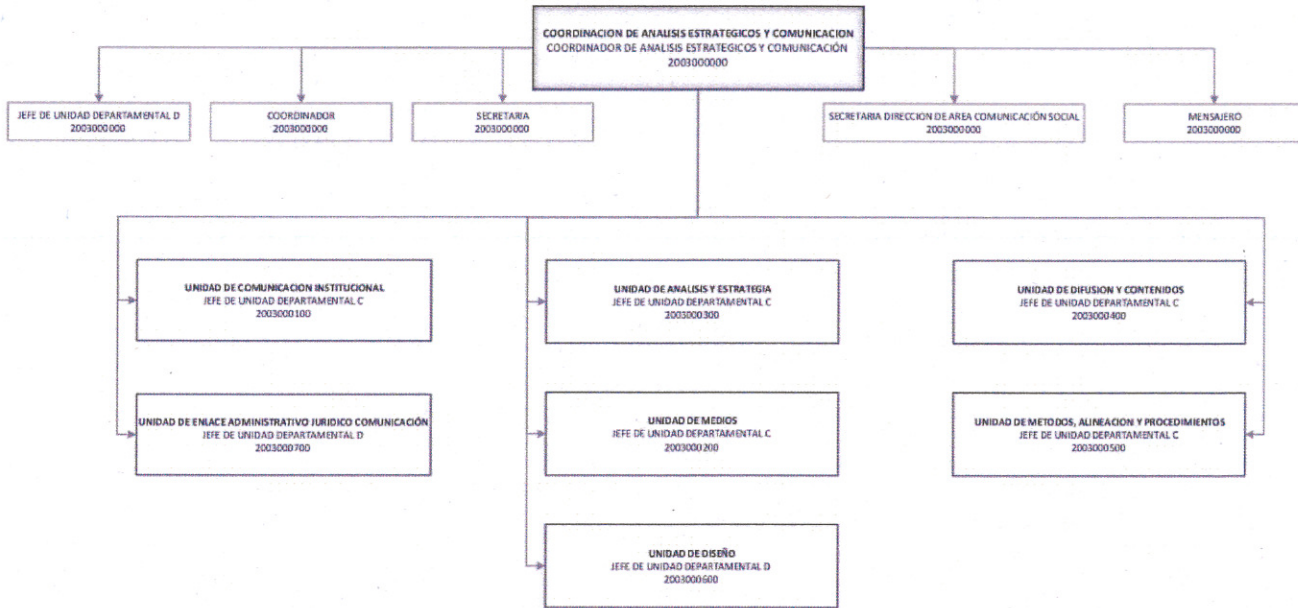 COORDINACION DE ANALISIS ESTRATEGICOS Y COMUNICACION
COORDINADOR DE ANALISIS ESTRATEGICOS Y COMUNICACIÓN
2003000000
JEFE DE UNIDAD DEPARTAMENTAL D
2003000000
COORDINADOR
2003000000
SECRETARIA
2003000000
SECRETARIA DIRECCION DE AREA COMUNICACIÓN SOCIAL
2003000000
MENSAJERO
2003000000
UNIDAD DE COMUNICACION INSTITUCIONAL
JEFE DE UNIDAD DEPARTAMENTAL C
2003000100
UNIDAD DE ANALISIS Y ESTRATEGIA
JEFE DE UNIDAD DEPARTAMENTAL C
2003000300
UNIDAD DE DIFUSION Y CONTENIDOS
JEFE DE UNIDAD DEPARTAMENTAL C
2003000400
UNIDAD DE ENLACE ADMINISTRATIVO JURIDICO COMUNICACIÓN
JEFE DE UNIDAD DEPARTAMENTAL D
2003000700
UNIDAD DE MEDIOS
JEFE DE UNIDAD DEPARTAMENTAL C
2003000200
UNIDAD DE METODOS, ALINEACION Y PROCEDIMIENTOS
JEFE DE UNIDAD DEPARTAMENTAL C
2003000500
UNIDAD DE DISEÑO
JEFE DE UNIDAD DEPARTAMENTAL D
2003000600